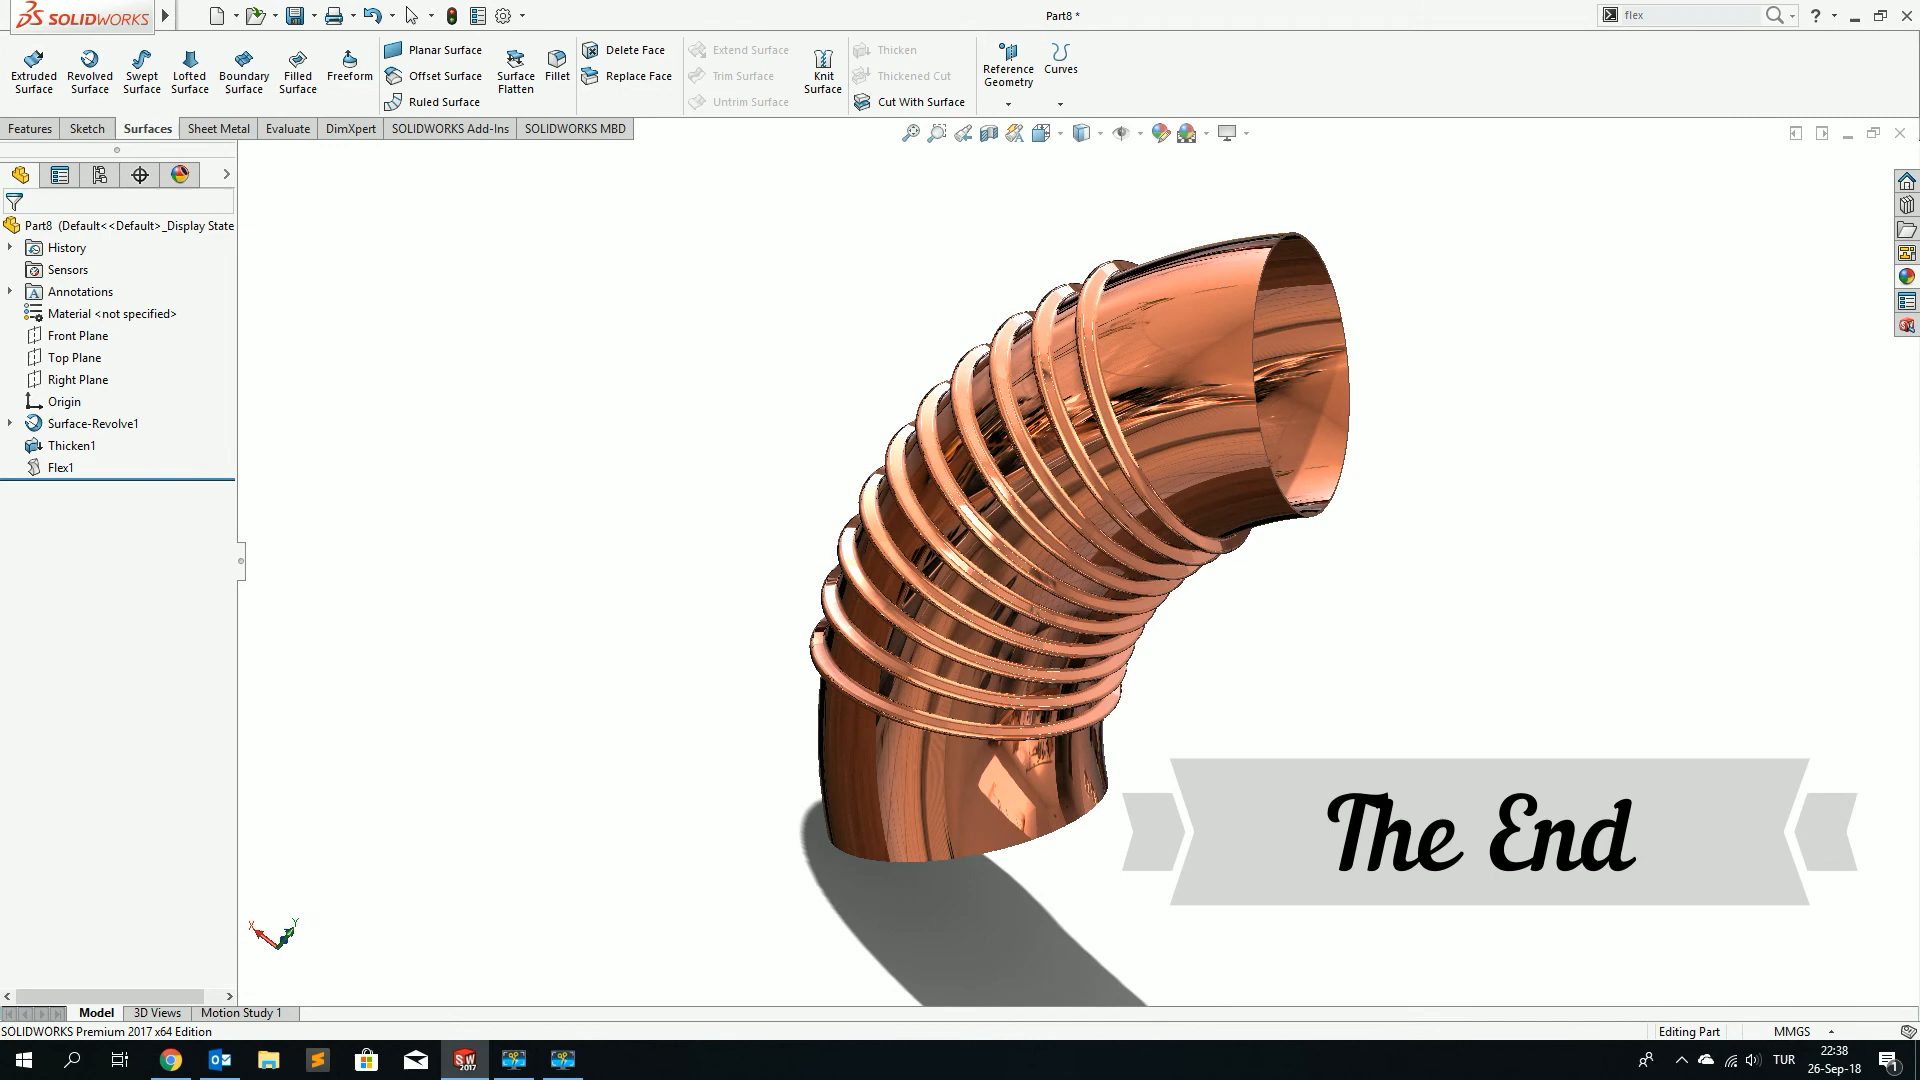 SOLIDWORKS
Part8 *
flex
Extruded Surface
Revolved Surface
Swept Surface
Lofted Surface
Boundary Surface
Filled Surface
Freeform
Planar Surface
Offset Surface
Ruled Surface
Surface Flatten
Fillet
Delete Face
Replace Face
Extend Surface
Trim Surface
Untrim Surface
Knit Surface
Thicken
Thickened Cut
Cut With Surface
Reference Geometry
Curves
Features
Sketch
Surfaces
Sheet Metal
Evaluate
DimXpert
SOLIDWORKS Add-Ins
SOLIDWORKS MBD
Part8 (Default<<Default>_Display State
History
Sensors
Annotations
Material <not specified>
Front Plane
Top Plane
Right Plane
Origin
Surface-Revolve1
Thicken1
Flex1
The End
X
Y
Model
3D Views
Motion Study 1
SOLIDWORKS Premium 2017 x64 Edition
Editing Part
MMGS
SW
2017
TUR
22:38
26-Sep-18
1